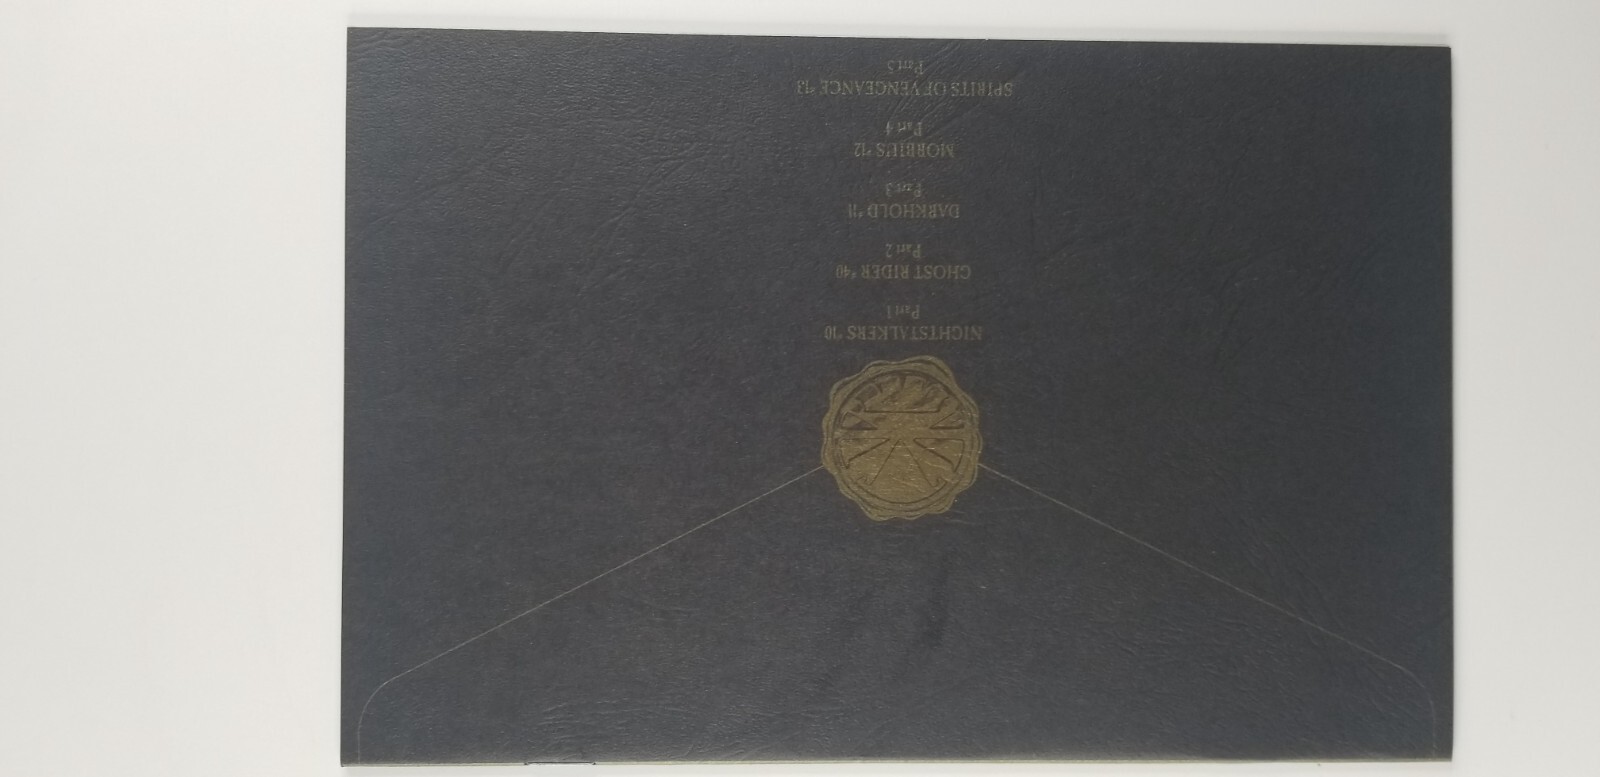 NIGHTSTALKERS #10
Part 1
GHOST RIDER #40
Part 2
DARKHOLD #11
Part 3
MORBIUS #12
Part 4
SPIRITS OF VENGEANCE #13
Part 5